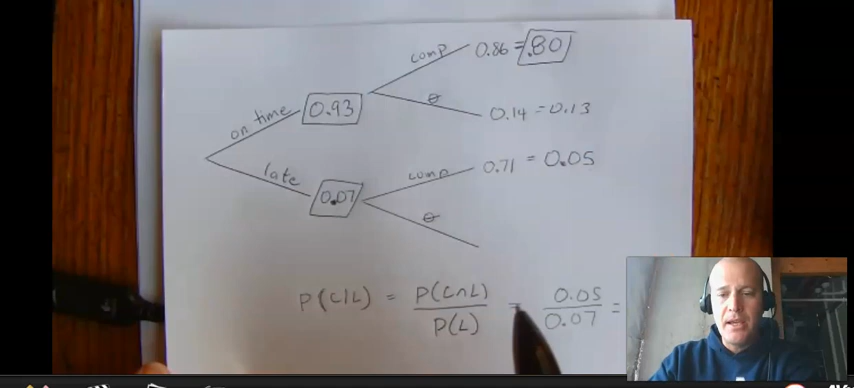 comp 0.86 = .80
on time 0.93
θ 0.14 = 0.13
late 0.07
comp 0.71 = 0.05
θ
P(C|L) = P(C∩L) / P(L) = 0.05 / 0.07 =